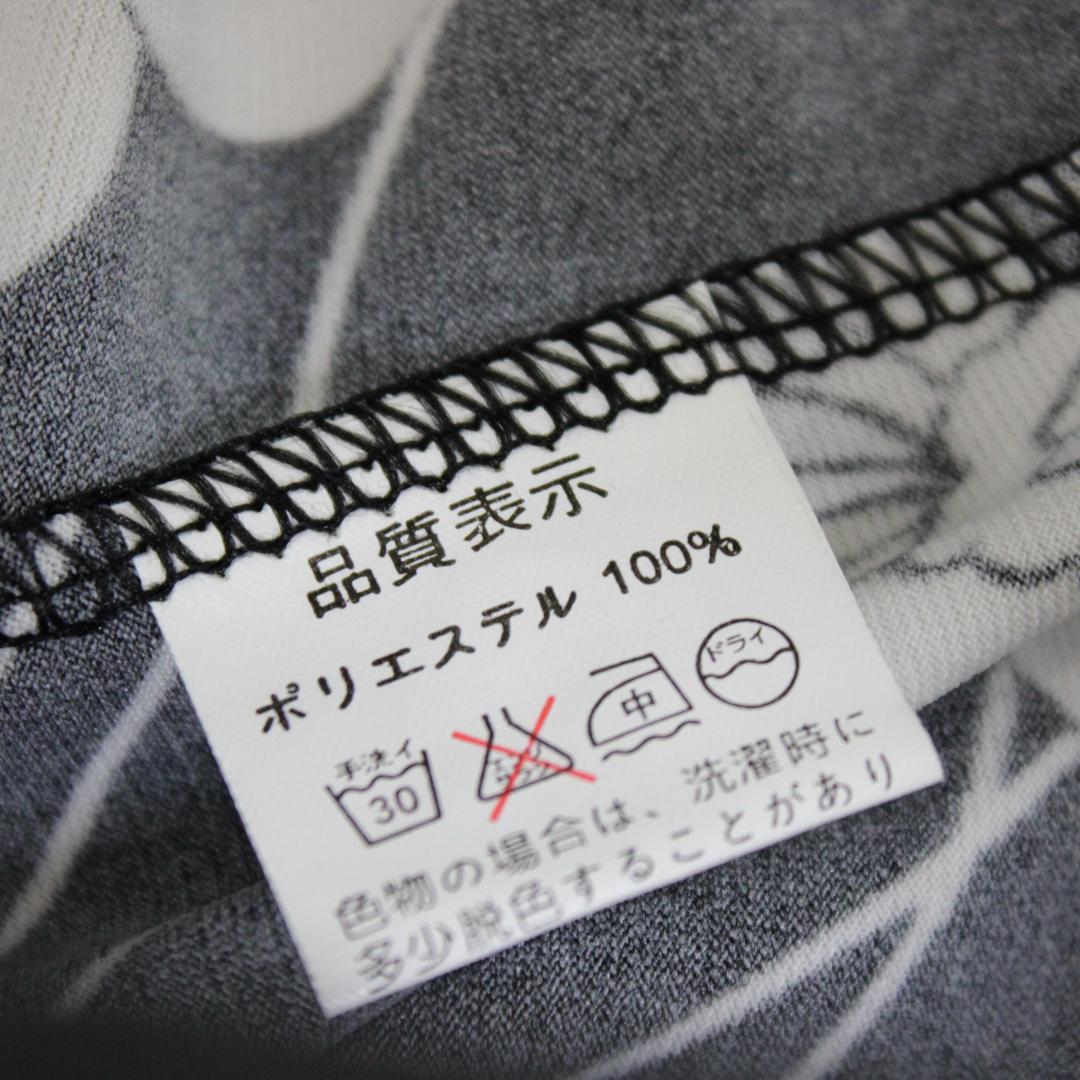 品質表示
ポリエステル 100%
手洗イ
30
中
ドライ
色物の場合は、洗濯時に
多少脱色することがあり